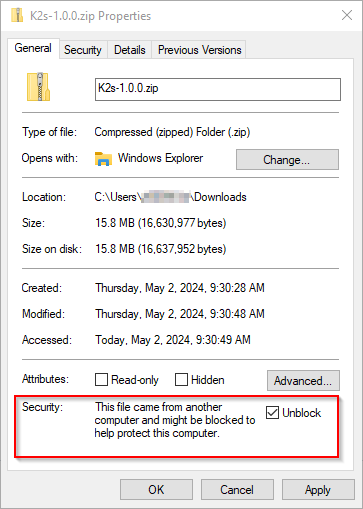 K2s-1.0.0.zip Properties
General Security Details Previous Versions
K2s-1.0.0.zip
Type of file: Compressed (zipped) Folder (.zip)
Opens with: Windows Explorer Change...
Location: C:\Users\ \Downloads
Size: 15.8 MB (16,630,977 bytes)
Size on disk: 15.8 MB (16,637,952 bytes)
Created: Thursday, May 2, 2024, 9:30:28 AM
Modified: Thursday, May 2, 2024, 9:30:48 AM
Accessed: Today, May 2, 2024, 9:30:49 AM
Attributes: Read-only Hidden Advanced...
Security: This file came from another
computer and might be blocked to
help protect this computer.
Unblock
OK Cancel Apply